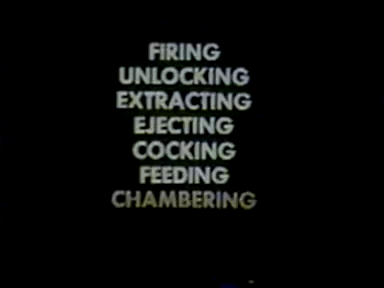 FIRING
UNLOCKING
EXTRACTING
EJECTING
COCKING
FEEDING
CHAMBERING